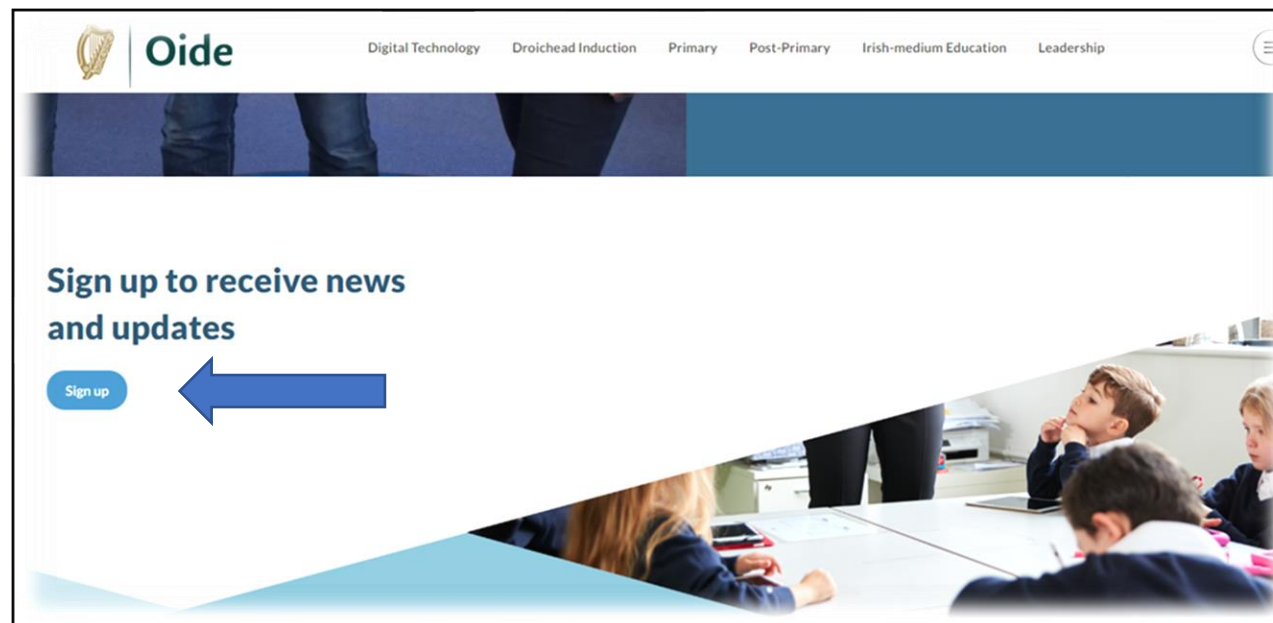 Oide
Digital Technology Droichead Induction Primary Post-Primary Irish-medium Education Leadership
Sign up to receive news
and updates
Sign up